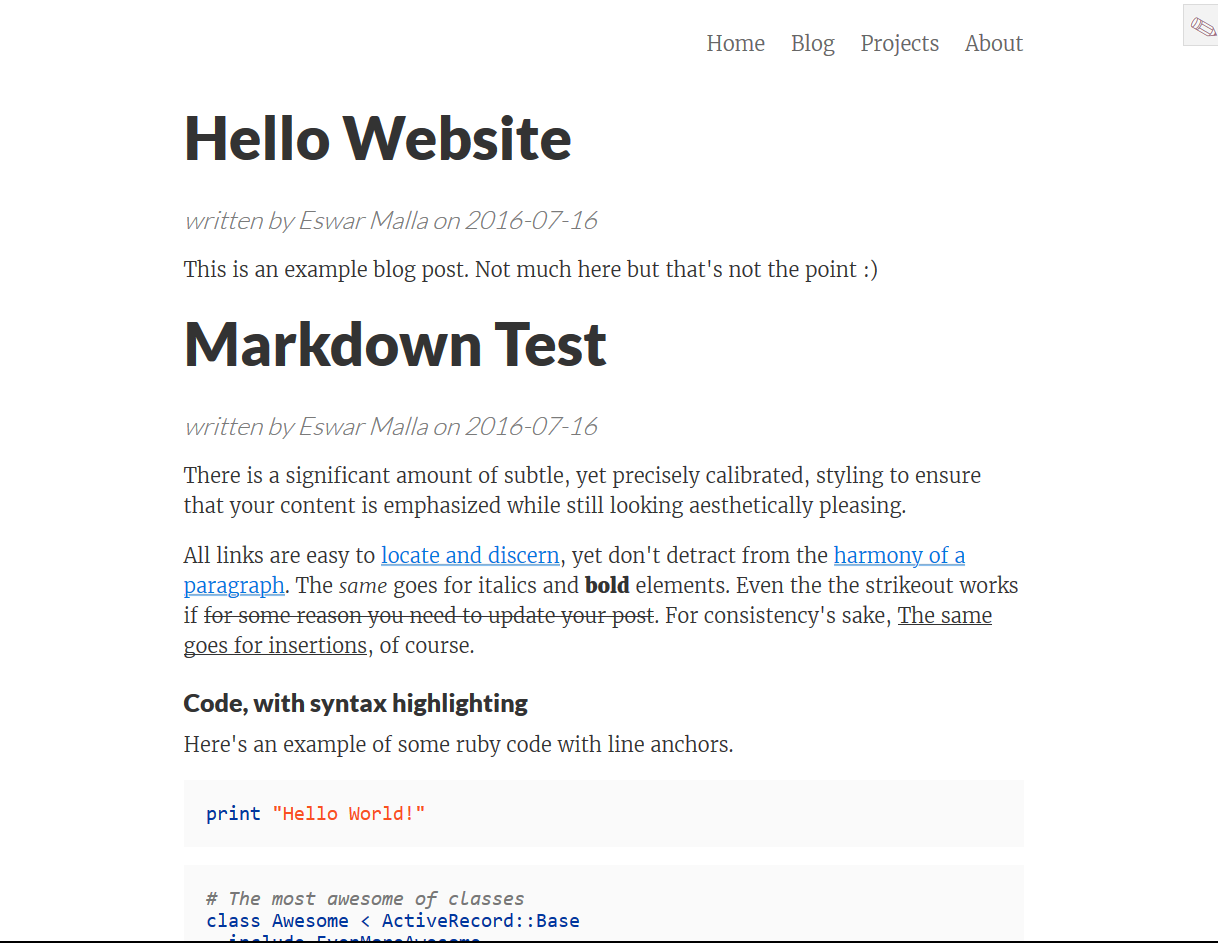 Home Blog Projects About
Hello Website
written by Eswar Malla on 2016-07-16
This is an example blog post. Not much here but that's not the point :)
Markdown Test
written by Eswar Malla on 2016-07-16
There is a significant amount of subtle, yet precisely calibrated, styling to ensure
that your content is emphasized while still looking aesthetically pleasing.
All links are easy to locate and discern, yet don't detract from the harmony of a
paragraph. The same goes for italics and bold elements. Even the the strikeout works
if for some reason you need to update your post. For consistency's sake, The same
goes for insertions, of course.
Code, with syntax highlighting
Here's an example of some ruby code with line anchors.
print "Hello World!"
# The most awesome of classes
class Awesome < ActiveRecord::Base
include EvenMoreAwesome